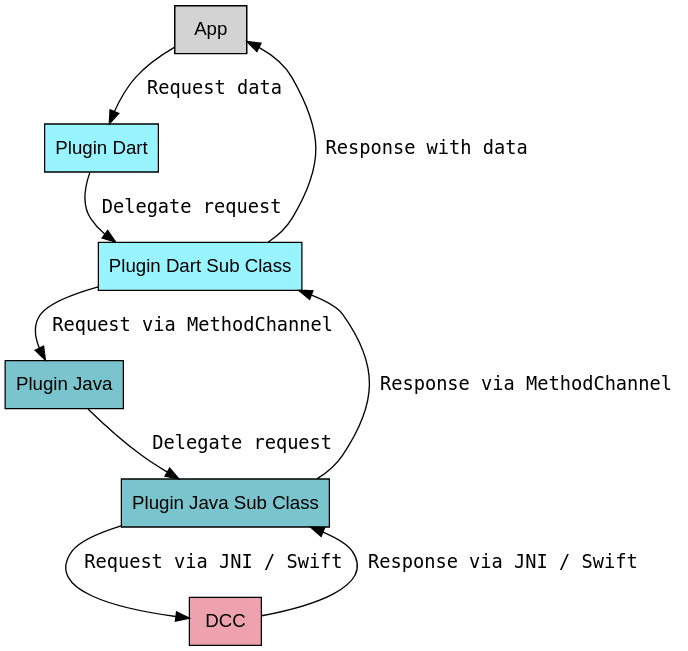 App
Request data
Plugin Dart
Response with data
Delegate request
Plugin Dart Sub Class
Request via MethodChannel
Plugin Java
Response via MethodChannel
Delegate request
Plugin Java Sub Class
Request via JNI / Swift
Response via JNI / Swift
DCC